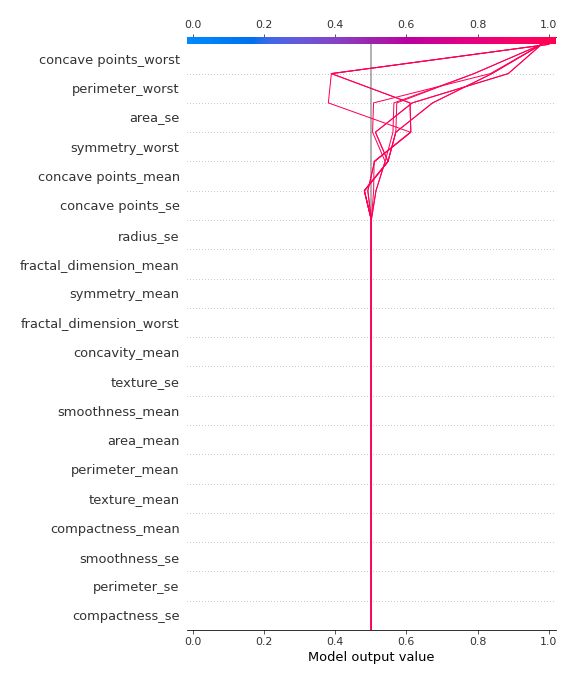 0.0 0.2 0.4 0.6 0.8 1.0
concave points_worst
perimeter_worst
area_se
symmetry_worst
concave points_mean
concave points_se
radius_se
fractal_dimension_mean
symmetry_mean
fractal_dimension_worst
concavity_mean
texture_se
smoothness_mean
area_mean
perimeter_mean
texture_mean
compactness_mean
smoothness_se
perimeter_se
compactness_se
0.0 0.2 0.4 0.6 0.8 1.0
Model output value